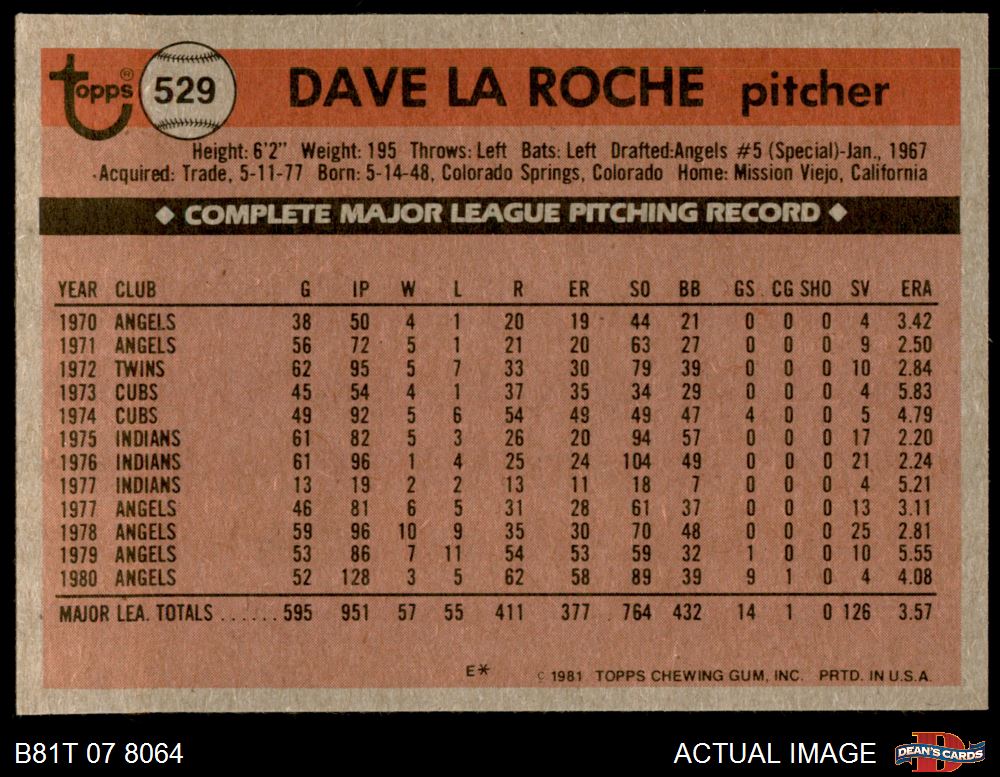 Topps® 529 DAVE LA ROCHE pitcher
Height: 6'2" Weight: 195 Throws: Left Bats: Left Drafted:Angels #5 (Special)-Jan., 1967
Acquired: Trade, 5-11-77 Born: 5-14-48, Colorado Springs, Colorado Home: Mission Viejo, California
◆ COMPLETE MAJOR LEAGUE PITCHING RECORD ◆
YEAR CLUB G IP W L R ER SO BB GS CG SHO SV ERA
1970 ANGELS 38 50 4 1 20 19 44 21 0 0 0 4 3.42
1971 ANGELS 56 72 5 1 21 20 63 27 0 0 0 9 2.50
1972 TWINS 62 95 5 7 33 30 79 39 0 0 0 10 2.84
1973 CUBS 45 54 4 1 37 35 34 29 0 0 0 4 5.83
1974 CUBS 49 92 5 6 54 49 49 47 4 0 0 5 4.79
1975 INDIANS 61 82 5 3 26 20 94 57 0 0 0 17 2.20
1976 INDIANS 61 96 1 4 25 24 104 49 0 0 0 21 2.24
1977 INDIANS 13 19 2 2 13 11 18 7 0 0 0 4 5.21
1977 ANGELS 46 81 6 5 31 28 61 37 0 0 0 13 3.11
1978 ANGELS 59 96 10 9 35 30 70 48 0 0 0 25 2.81
1979 ANGELS 53 86 7 11 54 53 59 32 1 0 0 10 5.55
1980 ANGELS 52 128 3 5 62 58 89 39 9 1 0 4 4.08
MAJOR LEA. TOTALS ...... 595 951 57 55 411 377 764 432 14 1 0 126 3.57
E* © 1981 TOPPS CHEWING GUM, INC. PRTD. IN U.S.A.
B81T 07 8064 ACTUAL IMAGE DEAN'S CARDS